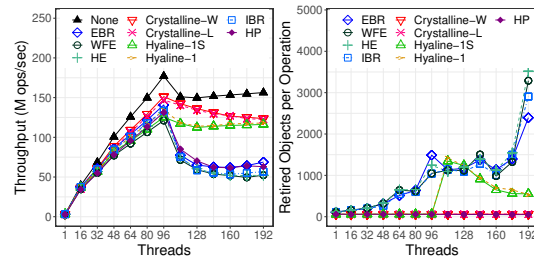 None
EBR
WFE
HE
Crystalline-W
Crystalline-L
Hyaline-1S
Hyaline-1
IBR
HP
Throughput (M ops/sec)
250
200
150
100
50
0
1 16 32 48 64 80 96 128 160 192
Threads
EBR
WFE
HE
IBR
Crystalline-W
Crystalline-L
Hyaline-1S
Hyaline-1
HP
Retired Objects per Operation
5000
4000
3000
2000
1000
0
1 16 32 48 64 80 96 128 160 192
Threads